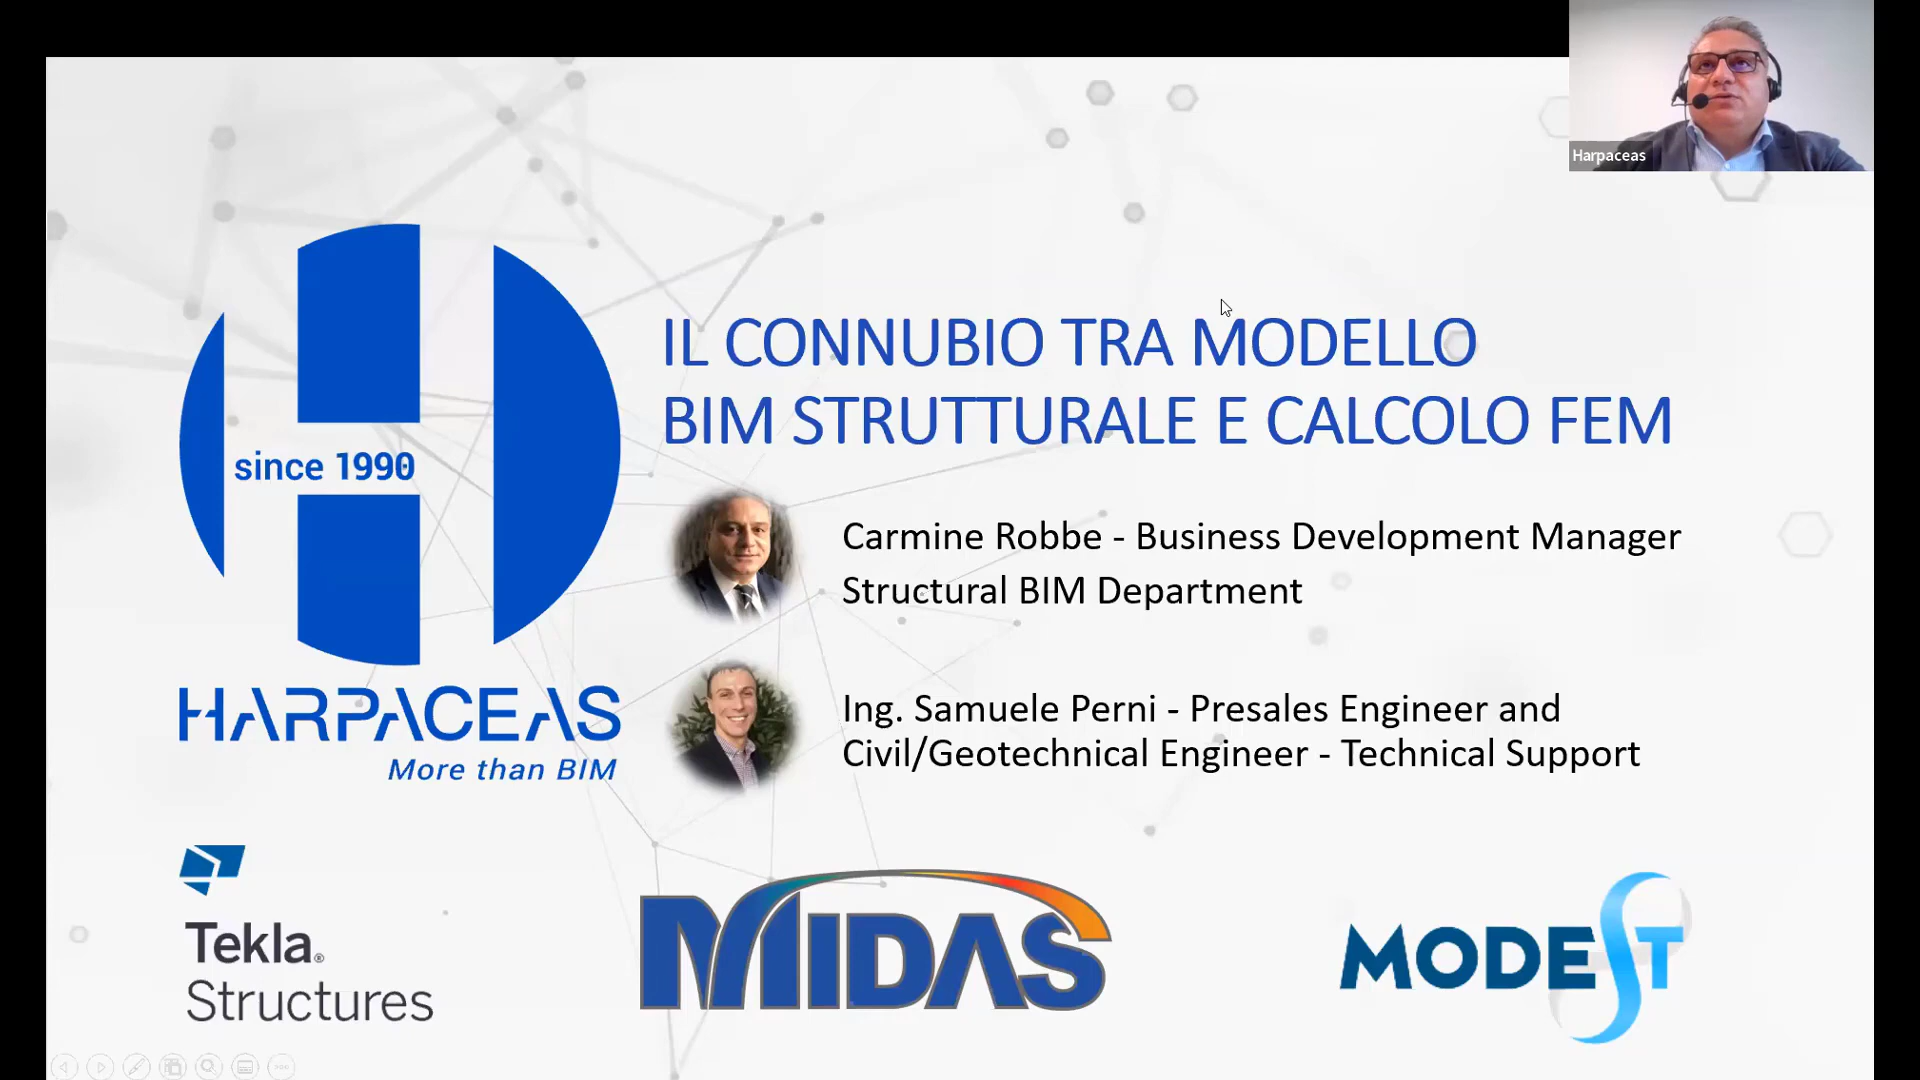 Harpaceas
since 1990
HARPACEAS
More than BIM
IL CONNUBIO TRA MODELLO
BIM STRUTTURALE E CALCOLO FEM
Carmine Robbe - Business Development Manager
Structural BIM Department
Ing. Samuele Perni - Presales Engineer and
Civil/Geotechnical Engineer - Technical Support
Tekla®
Structures
MIDAS
MODEST